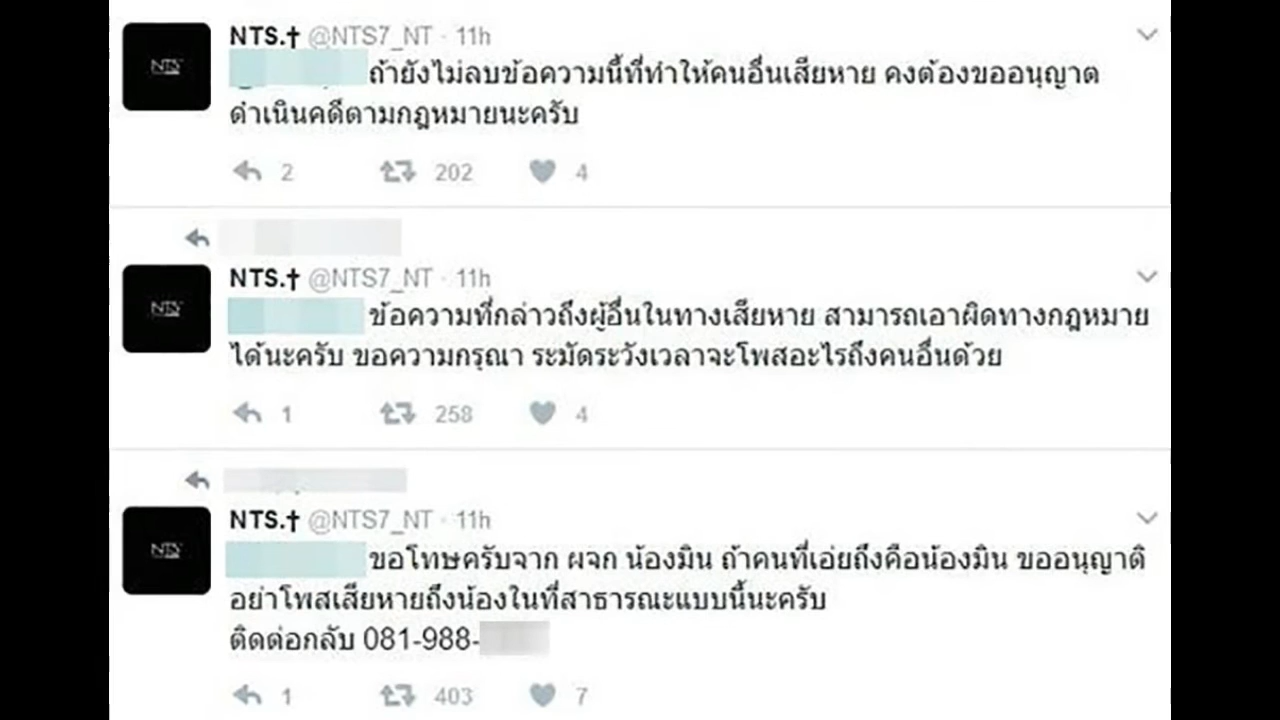 NTS.† @NTS7_NT · 11h
ถ้ายังไม่ลบข้อความนี้ที่ทำให้คนอื่นเสียหาย คงต้องขออนุญาต
ดำเนินคดีตามกฎหมายนะครับ
2 202 4
NTS.† @NTS7_NT · 11h
ข้อความที่กล่าวถึงผู้อื่นในทางเสียหาย สามารถเอาผิดทางกฎหมาย
ได้นะครับ ขอความกรุณา ระมัดระวังเวลาจะโพสอะไรถึงคนอื่นด้วย
1 258 4
NTS.† @NTS7_NT · 11h
ขอโทษครับจาก ผจก น้องมิน ถ้าคนที่เอ่ยถึงคือน้องมิน ขออนุญาติ
อย่าโพสเสียหายถึงน้องในที่สาธารณะแบบนี้นะครับ
ติดต่อกลับ 081-988-
1 403 7
NTS
NTS
NTS